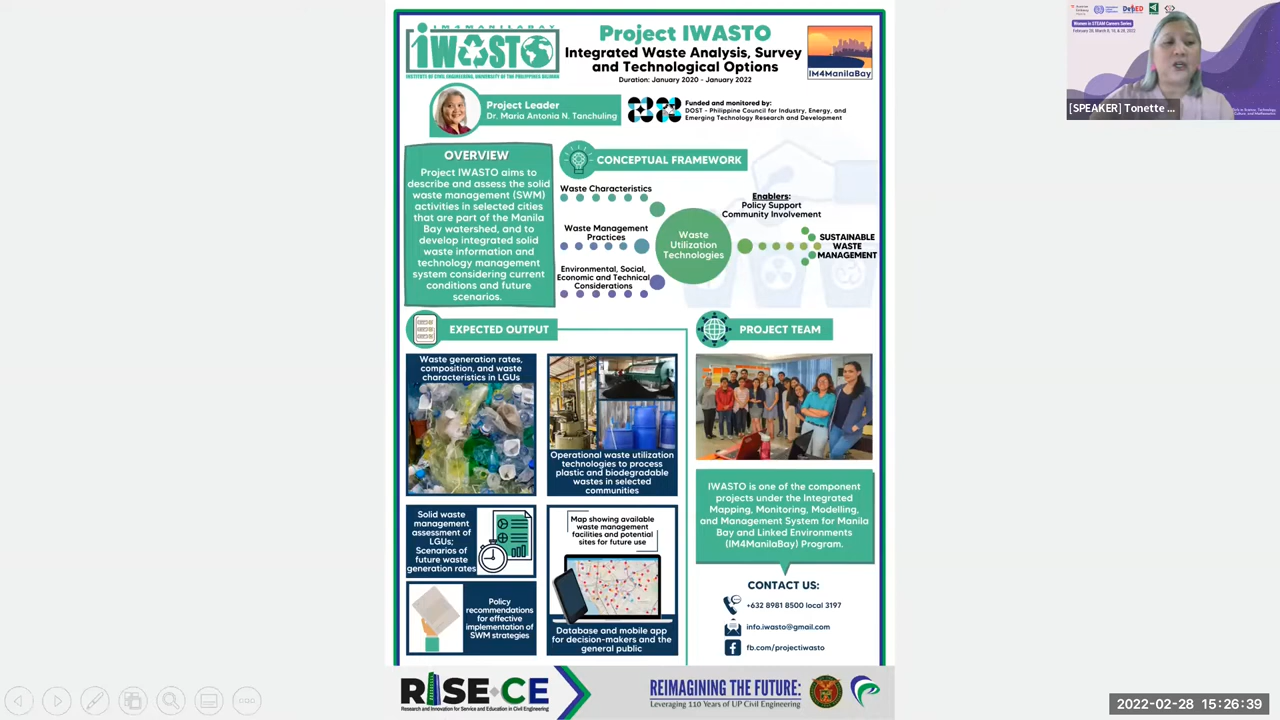 IM4MANILABAY
iWASTO
INSTITUTE OF CIVIL ENGINEERING, UNIVERSITY OF THE PHILIPPINES DILIMAN
Project IWASTO
Integrated Waste Analysis, Survey
and Technological Options
Duration: January 2020 - January 2022
IM4ManilaBay
Project Leader
Dr. Maria Antonia N. Tanchuling
Funded and monitored by:
DOST - Philippine Council for Industry, Energy, and
Emerging Technology Research and Development
OVERVIEW
Project IWASTO aims to
describe and assess the solid
waste management (SWM)
activities in selected cities
that are part of the Manila
Bay watershed, and to
develop integrated solid
waste information and
technology management
system considering current
conditions and future
scenarios.
CONCEPTUAL FRAMEWORK
Waste Characteristics
Waste Management
Practices
Environmental, Social,
Economic and Technical
Considerations
Waste
Utilization
Technologies
Enablers:
Policy Support
Community Involvement
SUSTAINABLE
WASTE
MANAGEMENT
EXPECTED OUTPUT
Waste generation rates,
composition, and waste
characteristics in LGUs
Operational waste utilization
technologies to process
plastic and biodegradable
wastes in selected
communities
Solid waste
management
assessment of
LGUs;
Scenarios of
future waste
generation rates
Map showing available
waste management
facilities and potential
sites for future use
Policy
recommendations
for effective
implementation of
SWM strategies
Database and mobile app
for decision-makers and the
general public
PROJECT TEAM
IWASTO is one of the component
projects under the Integrated
Mapping, Monitoring, Modelling,
and Management System for Manila
Bay and Linked Environments
(IM4ManilaBay) Program.
CONTACT US:
+632 8981 8500 local 3197
info.iwasto@gmail.com
fb.com/projectiwasto
RISE-CE
Research and Innovation for Service and Education in Civil Engineering
REIMAGINING THE FUTURE:
Leveraging 110 Years of UP Civil Engineering
DepED
Women in STEAM Careers Series
February 28, March 8, 18, & 28, 2022
[SPEAKER] Tonette ...
2022-02-28 15:26:39